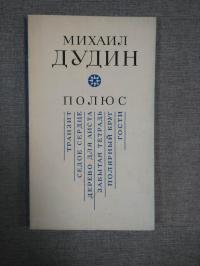 МИХАИЛ
ДУДИН
ПОЛЮС
ТРАНЗИТ
СЕДОЕ СЕРДЦЕ
ДЕРЕВО ДЛЯ АИСТА
ЗАБЫТАЯ ТЕТРАДЬ
ПОЛЯРНЫЙ КРУГ
ГОСТИ